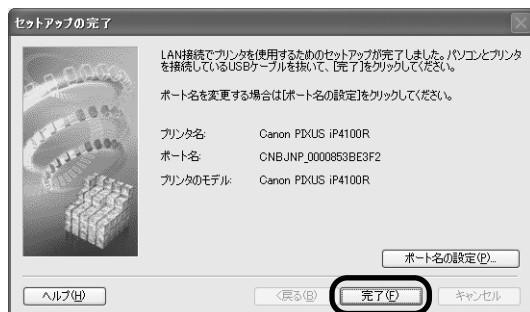 セットアップの完了
LAN接続でプリンタを使用するためのセットアップが完了しました。パソコンとプリンタ
を接続しているUSBケーブルを抜いて、[完了]をクリックしてください。
ポート名を変更する場合は[ポート名の設定]をクリックしてください。
プリンタ名: Canon PIXUS iP4100R
ポート名: CNBJNP_0000853BE3F2
プリンタのモデル: Canon PIXUS iP4100R
ポート名の設定(P)...
ヘルプ(H) <戻る(B) 完了(F) キャンセル